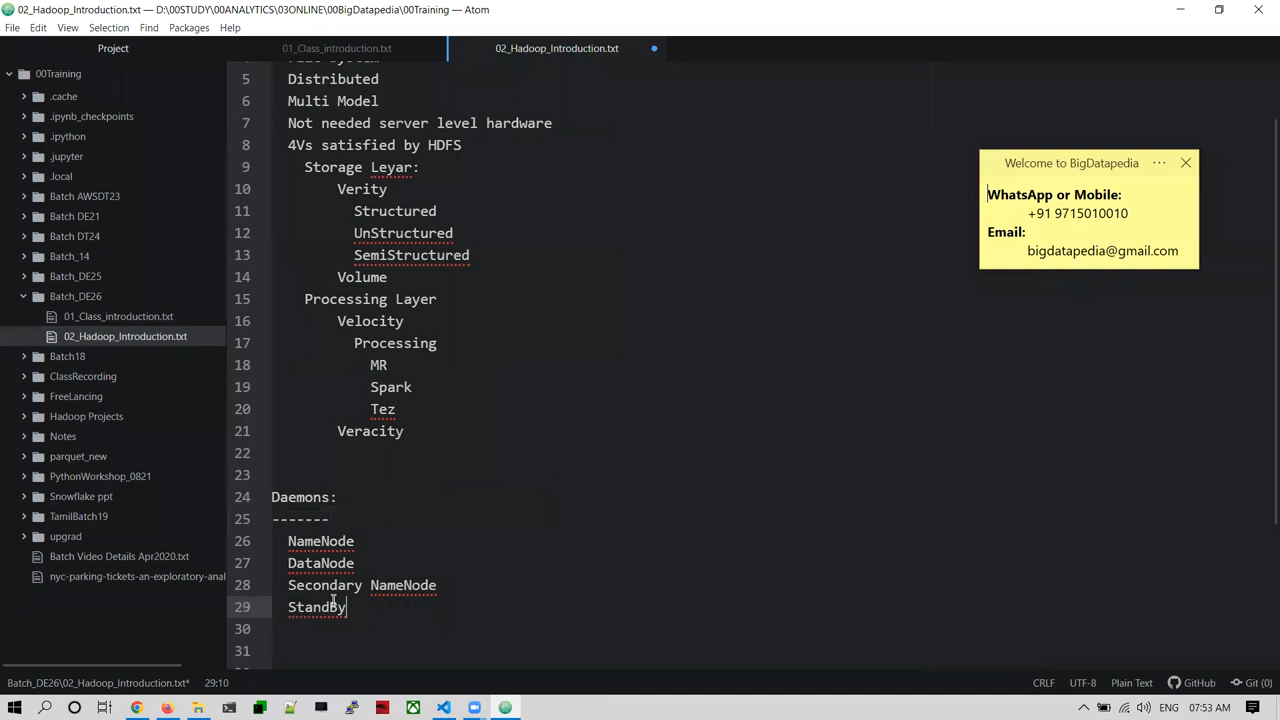 02_Hadoop_Introduction.txt — D:\00STUDY\00ANALYTICS\03ONLINE\00BigDatapedia\00Training — Atom
File Edit View Selection Find Packages Help
Project
01_Class_introduction.txt
02_Hadoop_Introduction.txt
00Training
.cache
.ipynb_checkpoints
.ipython
.jupyter
.local
Batch AWSDT23
Batch DE21
Batch DT24
Batch_14
Batch_DE25
Batch_DE26
01_Class_introduction.txt
02_Hadoop_Introduction.txt
Batch18
ClassRecording
FreeLancing
Hadoop Projects
Notes
parquet_new
PythonWorkshop_0821
Snowflake ppt
TamilBatch19
upgrad
Batch Video Details Apr2020.txt
nyc-parking-tickets-an-exploratory-anal
5 Distributed
6 Multi Model
7 Not needed server level hardware
8 4Vs satisfied by HDFS
9 Storage Leyar:
10 Verity
11 Structured
12 UnStructured
13 SemiStructured
14 Volume
15 Processing Layer
16 Velocity
17 Processing
18 MR
19 Spark
20 Tez
21 Veracity
22
23
24 Daemons:
25 -------
26 NameNode
27 DataNode
28 Secondary NameNode
29 StandBy
30
31
Welcome to BigDatapedia
WhatsApp or Mobile:
+91 9715010010
Email:
bigdatapedia@gmail.com
Batch_DE26\02_Hadoop_Introduction.txt* 29:10
CRLF UTF-8 Plain Text GitHub Git (0)
ENG 07:53 AM